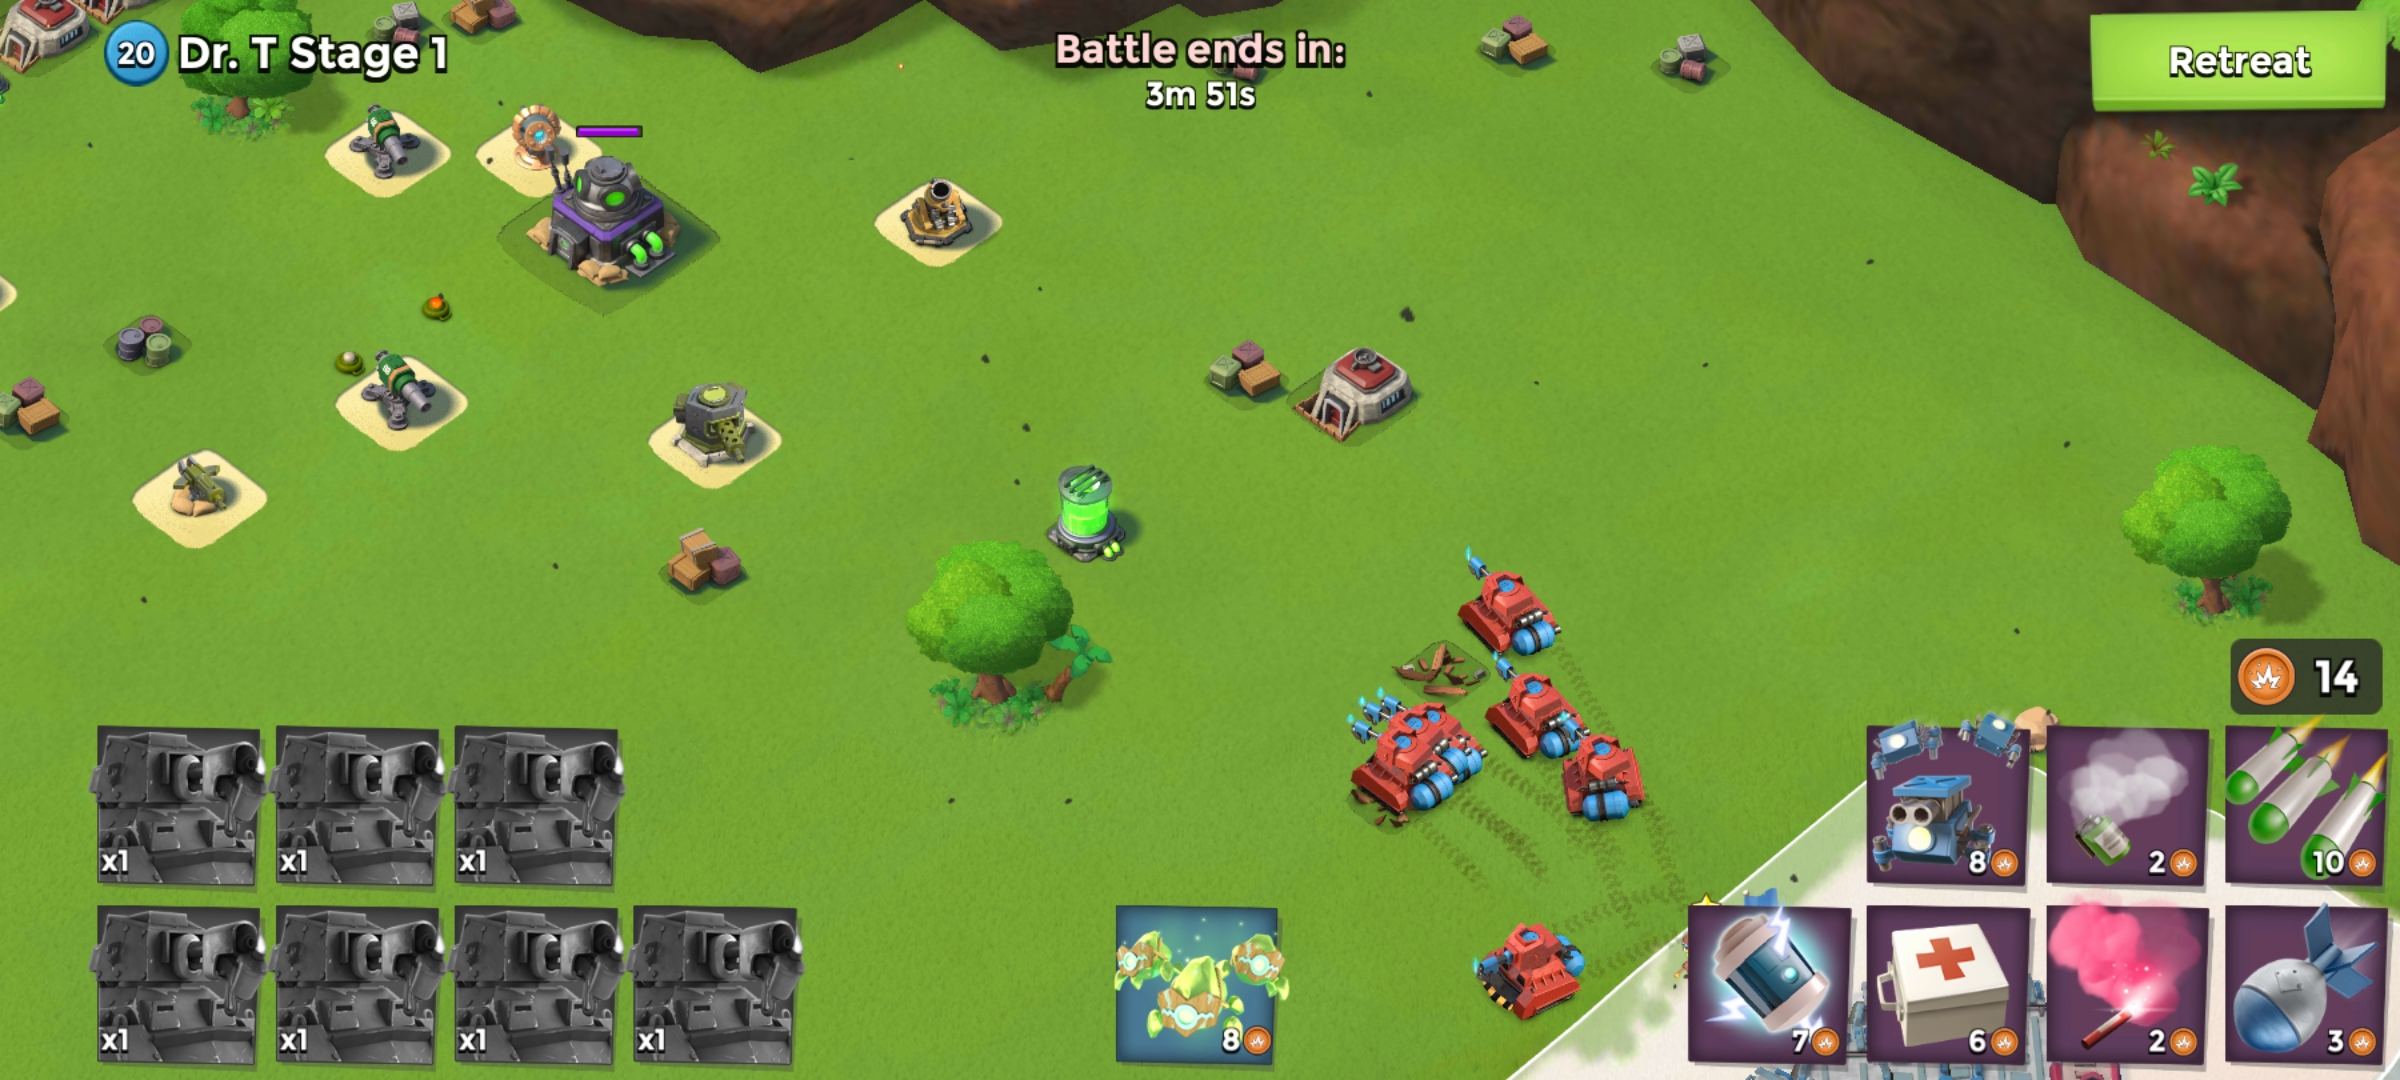 20 Dr. T Stage 1
Battle ends in:
3m 51s
Retreat
14
8
2
10
x1
x1
x1
x1
x1
x1
x1
8
7
6
2
3